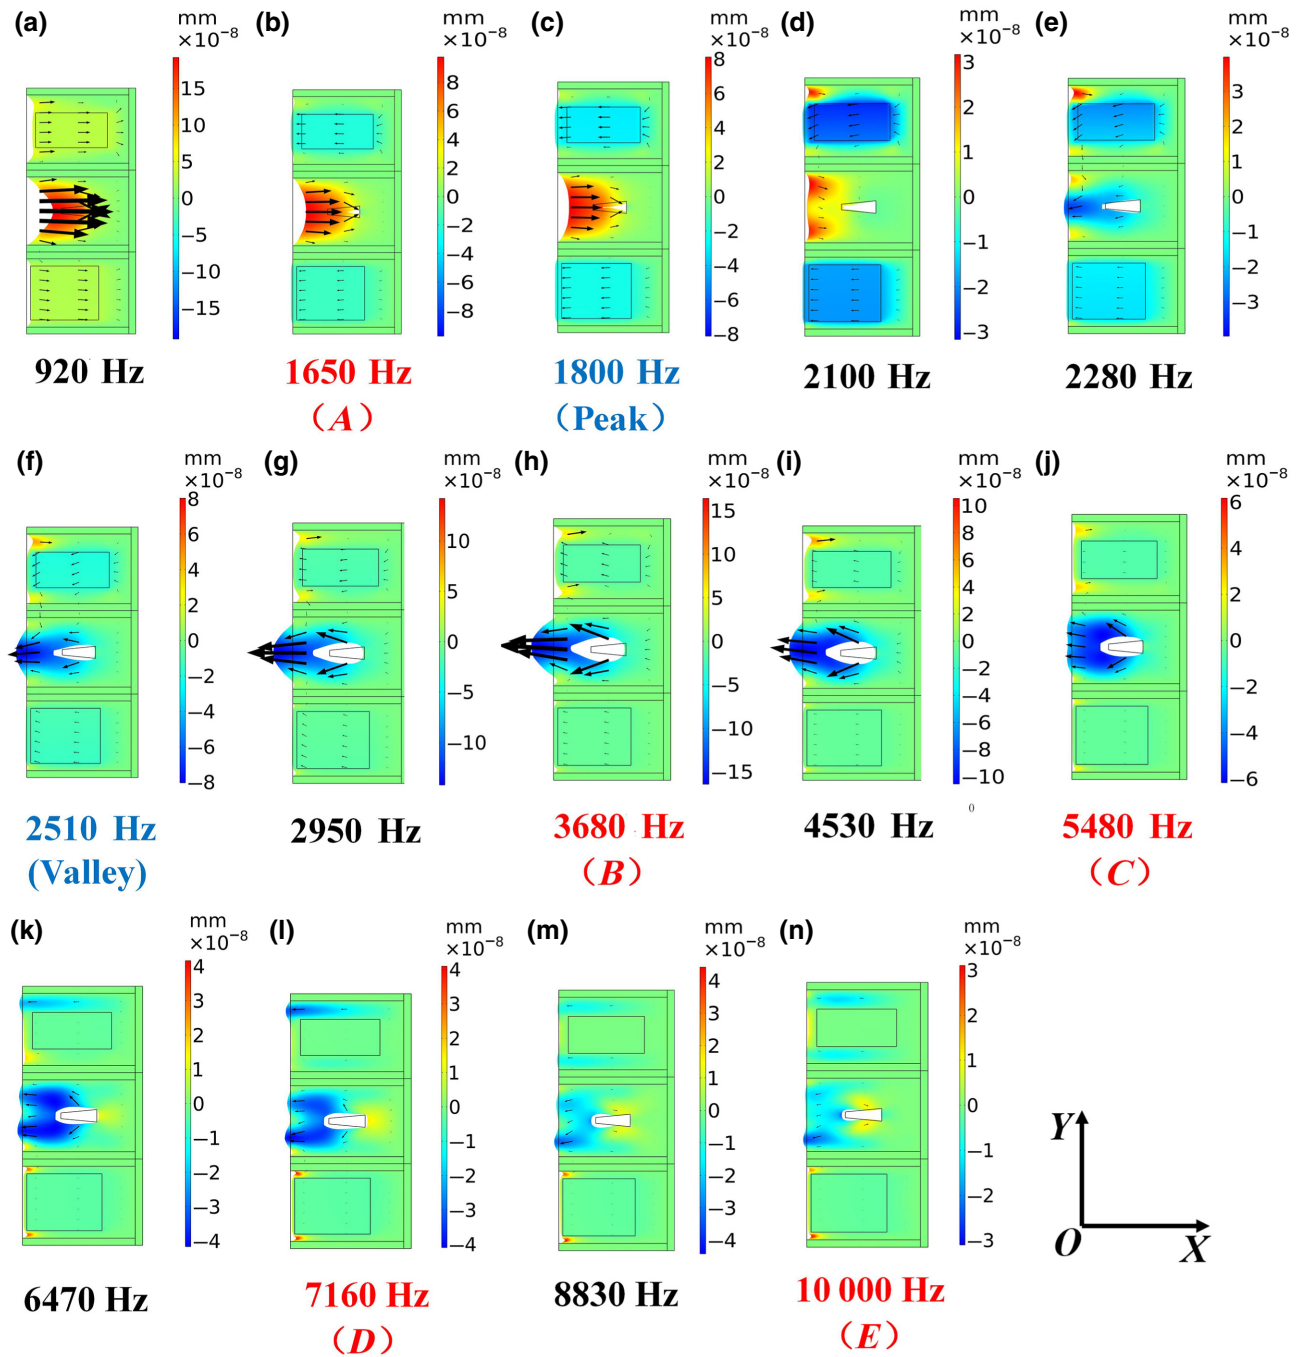 (a) (b) (c) (d) (e)
mm mm mm mm mm
×10⁻⁸ ×10⁻⁸ ×10⁻⁸ ×10⁻⁸ ×10⁻⁸
15 10 5 0 −5 −10 −15
8 6 4 2 0 −2 −4 −6 −8
8 6 4 2 0 −2 −4 −6 −8
3 2 1 0 −1 −2 −3
3 2 1 0 −1 −2 −3
920 Hz 1650 Hz 1800 Hz 2100 Hz 2280 Hz
(A) (Peak)
(f) (g) (h) (i) (j)
mm mm mm mm mm
×10⁻⁸ ×10⁻⁸ ×10⁻⁸ ×10⁻⁸ ×10⁻⁸
8 6 4 2 0 −2 −4 −6 −8
10 5 0 −5 −10
15 10 5 0 −5 −10 −15
10 8 6 4 2 0 −2 −4 −6 −8 −10
6 4 2 0 −2 −4 −6
0
2510 Hz 2950 Hz 3680 Hz 4530 Hz 5480 Hz
(Valley) (B) (C)
(k) (l) (m) (n)
mm mm mm mm
×10⁻⁸ ×10⁻⁸ ×10⁻⁸ ×10⁻⁸
4 3 2 1 0 −1 −2 −3 −4
4 3 2 1 0 −1 −2 −3 −4
4 3 2 1 0 −1 −2 −3 −4
3 2 1 0 −1 −2 −3
6470 Hz 7160 Hz 8830 Hz 10 000 Hz
(D) (E)
Y
O X